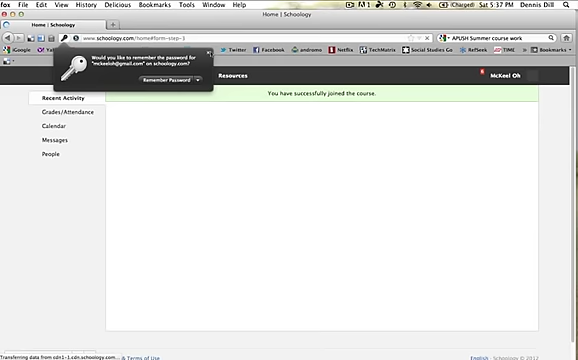 fox File Edit View History Delicious Bookmarks Tools Window Help (Charged) Sat 5:37 PM Dennis Dill
Home | Schoology
Home | Schoology
www.schoology.com/home#form-step-3 APUSH Summer course work
iGoogle Twitter Facebook androms Netflix TechMatrix Social Studies Go RefSeek TIME Bookmarks
Would you like to remember the password for
"mckeeloh@gmail.com" on schoology.com?
Remember Password
Resources McKeel Oh
You have successfully joined the course.
Recent Activity
Grades/Attendance
Calendar
Messages
People
Transferring data from cdn1-1.cdn.schoology.com... & Terms of Use English Schoology © 2012